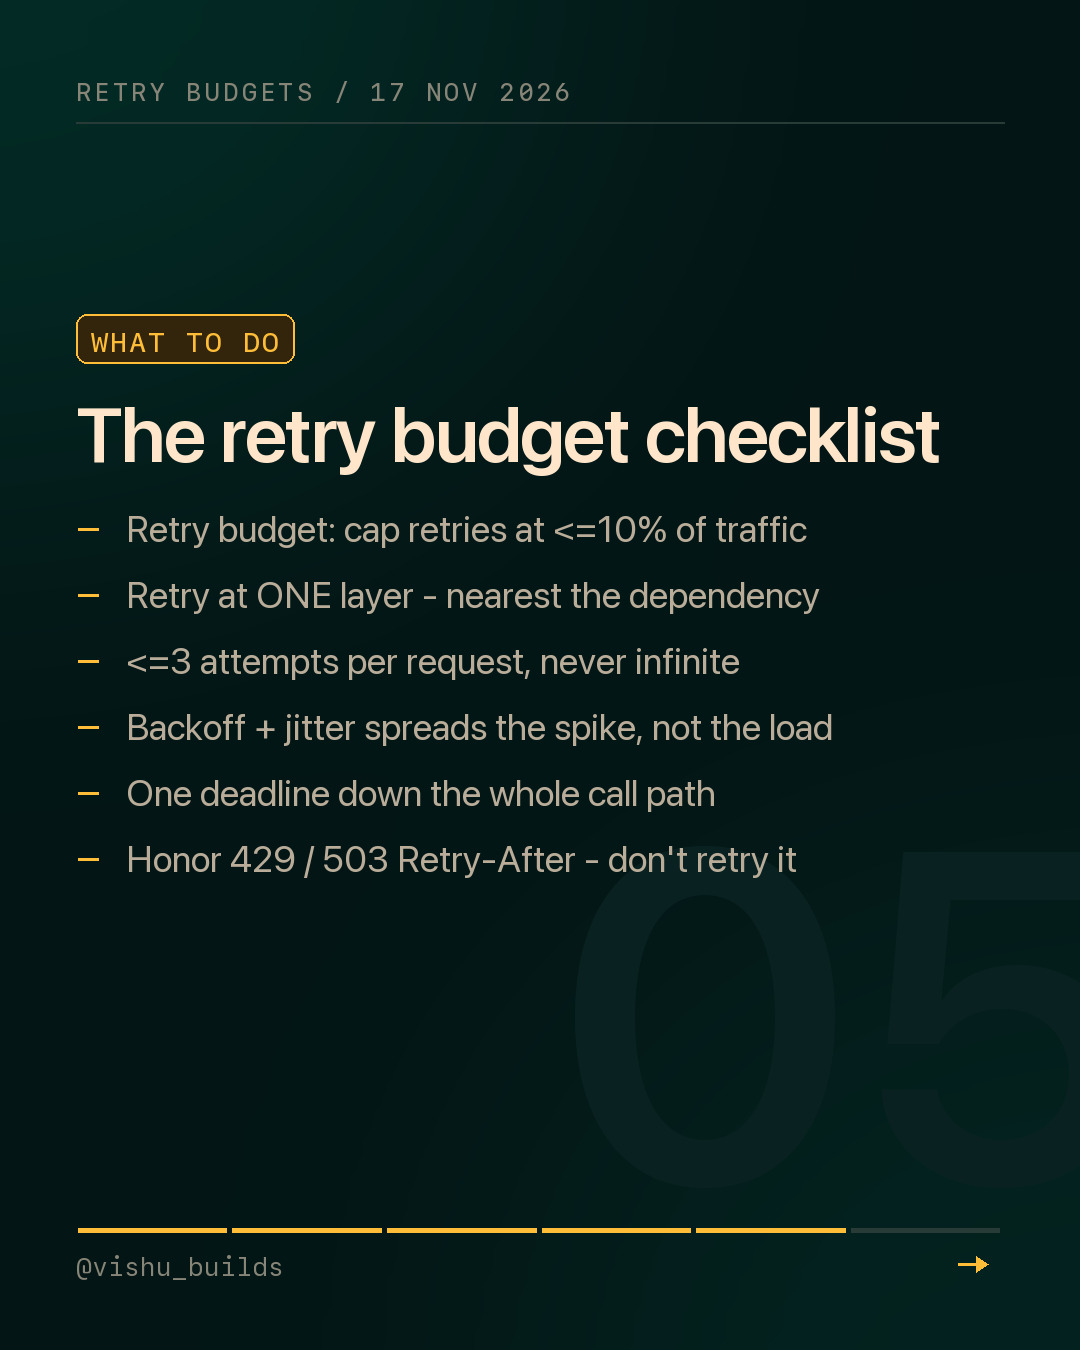 RETRY BUDGETS / 17 NOV 2026
WHAT TO DO
The retry budget checklist
– Retry budget: cap retries at <=10% of traffic
– Retry at ONE layer - nearest the dependency
– <=3 attempts per request, never infinite
– Backoff + jitter spreads the spike, not the load
– One deadline down the whole call path
– Honor 429 / 503 Retry-After - don't retry it
05
@vishu_builds